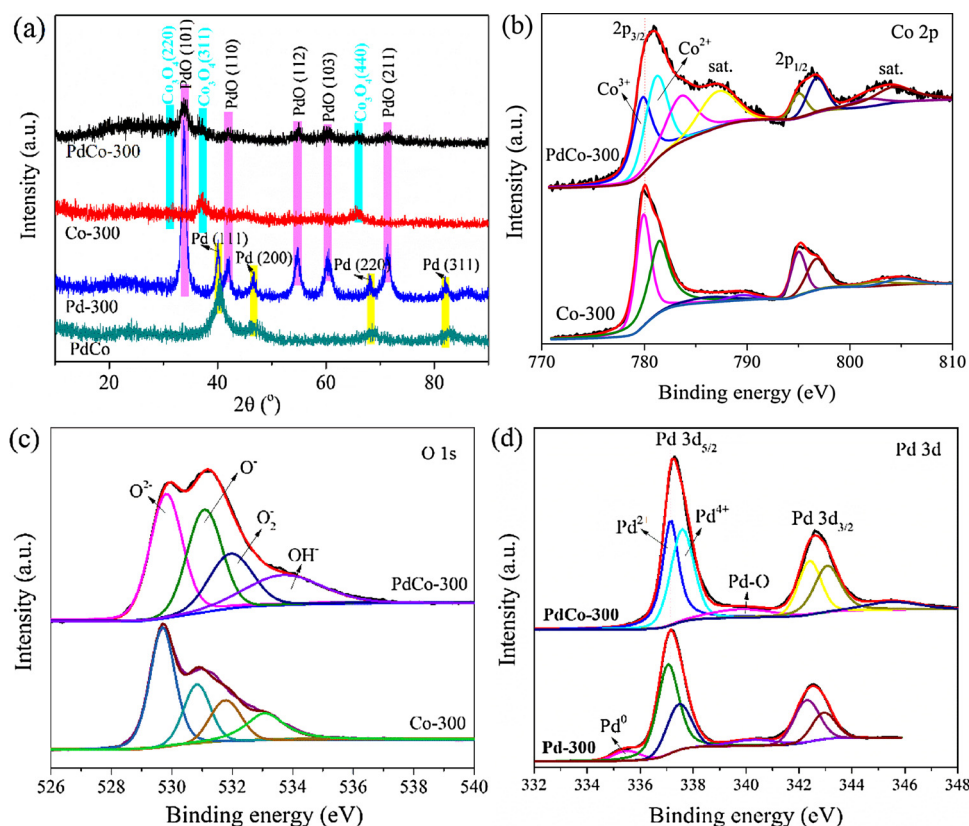 (a)
Co₃O₄(220)
PdO (101)
Co₃O₄(311)
PdO (110)
PdO (112)
PdO (103)
Co₃O₄(440)
PdO (211)
PdCo-300
Co-300
Pd (111)
Pd (200)
Pd (220)
Pd (311)
Pd-300
PdCo
Intensity (a.u.)
20 40 60 80
2θ (°)
(b)
Co 2p
2p₃/₂
Co³⁺
Co²⁺
sat.
2p₁/₂
sat.
PdCo-300
Co-300
Intensity (a.u.)
770 780 790 800 810
Binding energy (eV)
(c)
O 1s
O²⁻
O⁻
O₂⁻
OH⁻
PdCo-300
Co-300
Intensity (a.u.)
526 528 530 532 534 536 538 540
Binding energy (eV)
(d)
Pd 3d₅/₂
Pd 3d
Pd⁴⁺
Pd 3d₃/₂
Pd-O
PdCo-300
Pd⁰
Pd-300
Intensity (a.u.)
332 334 336 338 340 342 344 346 348
Binding energy (eV)